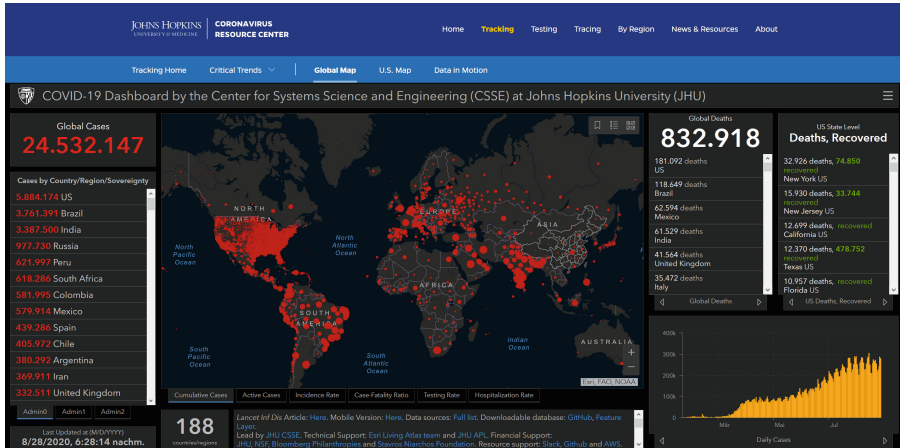 JOHNS HOPKINS
UNIVERSITY & MEDICINE
CORONAVIRUS
RESOURCE CENTER
Home
Tracking
Testing
Tracing
By Region
News & Resources
About
Tracking Home
Critical Trends
Global Map
U.S. Map
Data in Motion
COVID-19 Dashboard by the Center for Systems Science and Engineering (CSSE) at Johns Hopkins University (JHU)
Global Cases
24.532.147
Cases by Country/Region/Sovereignty
5.884.174 US
3.761.391 Brazil
3.387.500 India
977.730 Russia
621.997 Peru
618.286 South Africa
581.995 Colombia
579.914 Mexico
439.286 Spain
405.972 Chile
380.292 Argentina
369.911 Iran
332.511 United Kingdom
Admin0
Admin1
Admin2
Last Updated at (M/D/YYYY)
8/28/2020, 6:28:14 nachm.
NORTH
AMERICA
EUROPE
ASIA
North
Pacific
Ocean
North
Atlantic
Ocean
AFRICA
SOUTH
AMERICA
Indian
Ocean
AUSTRALIA
South
Pacific
Ocean
South
Atlantic
Ocean
+
−
Esri, FAO, NOAA
Cumulative Cases
Active Cases
Incidence Rate
Case-Fatality Ratio
Testing Rate
Hospitalization Rate
188
countries/regions
Lancet Inf Dis Article: Here. Mobile Version: Here. Data sources: Full list. Downloadable database: GitHub, Feature
Layer.
Lead by JHU CSSE. Technical Support: Esri Living Atlas team and JHU APL. Financial Support:
JHU, NSF, Bloomberg Philanthropies and Stavros Niarchos Foundation. Resource support: Slack, Github and AWS.
Global Deaths
832.918
181.092 deaths
US
118.649 deaths
Brazil
62.594 deaths
Mexico
61.529 deaths
India
41.564 deaths
United Kingdom
35.472 deaths
Italy
Global Deaths
US State Level
Deaths, Recovered
32.926 deaths, 74.850
recovered
New York US
15.930 deaths, 33.744
recovered
New Jersey US
12.699 deaths, recovered
California US
12.370 deaths, 478.752
recovered
Texas US
10.957 deaths, recovered
Florida US
US Deaths, Recovered
400k
300k
200k
100k
0
Mär
Mai
Jul
Daily Cases